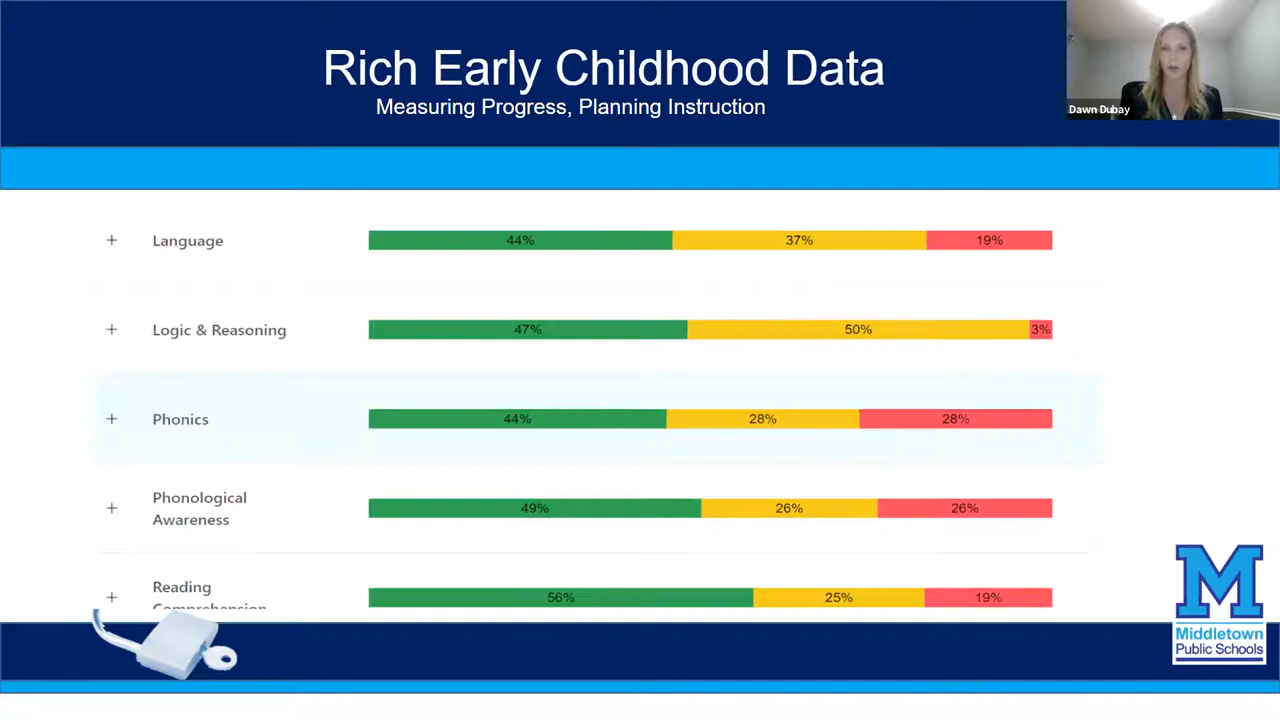 Rich Early Childhood Data
Measuring Progress, Planning Instruction
Dawn Dubay
+ Language 44% 37% 19%
+ Logic & Reasoning 47% 50% 3%
+ Phonics 44% 28% 28%
Phonological
+ Awareness 49% 26% 26%
Reading
+ Comprehension 56% 25% 19%
M
Middletown
Public Schools